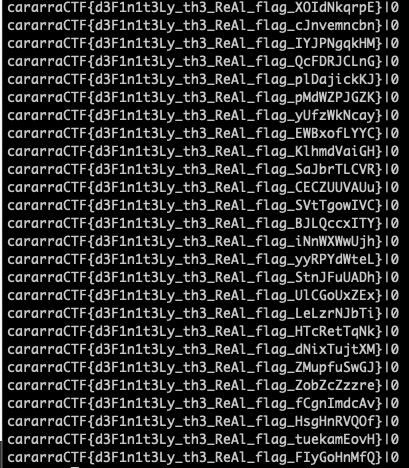 cararraCTF{d3F1n1t3Ly_th3_ReAl_flag_XOIdNkqrpE}|0
cararraCTF{d3F1n1t3Ly_th3_ReAl_flag_cJnvemncbn}|0
cararraCTF{d3F1n1t3Ly_th3_ReAl_flag_IYJPNgqkHM}|0
cararraCTF{d3F1n1t3Ly_th3_ReAl_flag_QcFDRJCLnG}|0
cararraCTF{d3F1n1t3Ly_th3_ReAl_flag_plDajickKJ}|0
cararraCTF{d3F1n1t3Ly_th3_ReAl_flag_pMdWZPJGZK}|0
cararraCTF{d3F1n1t3Ly_th3_ReAl_flag_yUfzWkNcay}|0
cararraCTF{d3F1n1t3Ly_th3_ReAl_flag_EWBxofLYYC}|0
cararraCTF{d3F1n1t3Ly_th3_ReAl_flag_KlhmdVaiGH}|0
cararraCTF{d3F1n1t3Ly_th3_ReAl_flag_SaJbrTLCVR}|0
cararraCTF{d3F1n1t3Ly_th3_ReAl_flag_CECZUUVAUu}|0
cararraCTF{d3F1n1t3Ly_th3_ReAl_flag_SVtTgowIVC}|0
cararraCTF{d3F1n1t3Ly_th3_ReAl_flag_BJLQccxITY}|0
cararraCTF{d3F1n1t3Ly_th3_ReAl_flag_iNnWXWwUjh}|0
cararraCTF{d3F1n1t3Ly_th3_ReAl_flag_yyRPYdWteL}|0
cararraCTF{d3F1n1t3Ly_th3_ReAl_flag_StnJFuUADh}|0
cararraCTF{d3F1n1t3Ly_th3_ReAl_flag_UlCGoUxZEx}|0
cararraCTF{d3F1n1t3Ly_th3_ReAl_flag_LeLzrNJbTi}|0
cararraCTF{d3F1n1t3Ly_th3_ReAl_flag_HTcRetTqNk}|0
cararraCTF{d3F1n1t3Ly_th3_ReAl_flag_dNixTujtXM}|0
cararraCTF{d3F1n1t3Ly_th3_ReAl_flag_ZMupfuSwGJ}|0
cararraCTF{d3F1n1t3Ly_th3_ReAl_flag_ZobZcZzzre}|0
cararraCTF{d3F1n1t3Ly_th3_ReAl_flag_fCgnImdcAv}|0
cararraCTF{d3F1n1t3Ly_th3_ReAl_flag_HsgHnRVQOf}|0
cararraCTF{d3F1n1t3Ly_th3_ReAl_flag_tuekamEovH}|0
cararraCTF{d3F1n1t3Ly_th3_ReAl_flag_FIyGoHnMfQ}|0